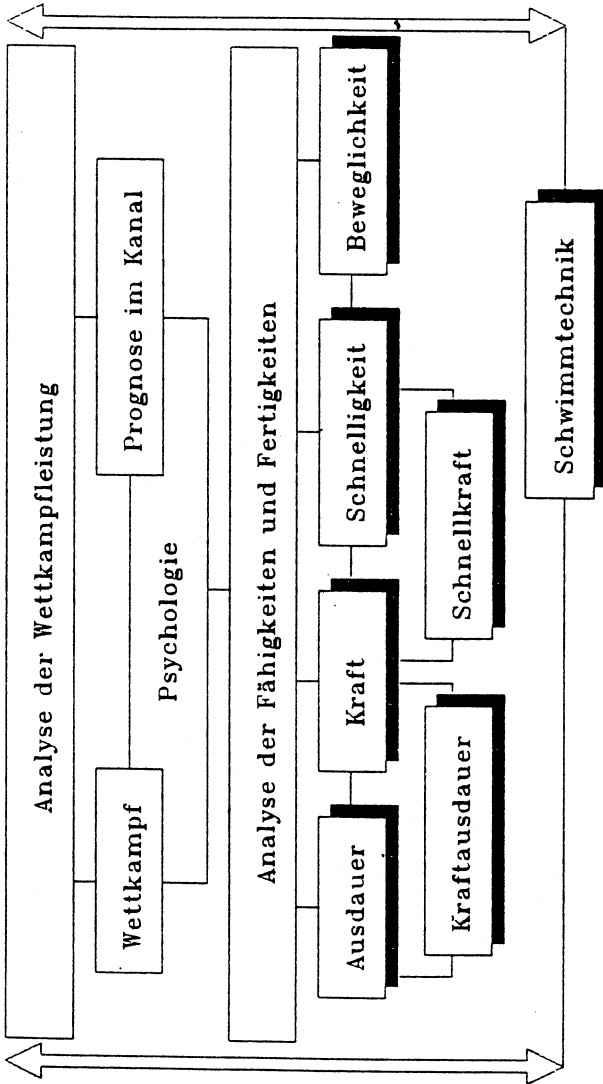 Analyse der Wettkampfleistung
Wettkampf
Prognose im Kanal
Psychologie
Analyse der Fähigkeiten und Fertigkeiten
Ausdauer
Kraft
Schnelligkeit
Beweglichkeit
Kraftausdauer
Schnellkraft
Schwimmtechnik